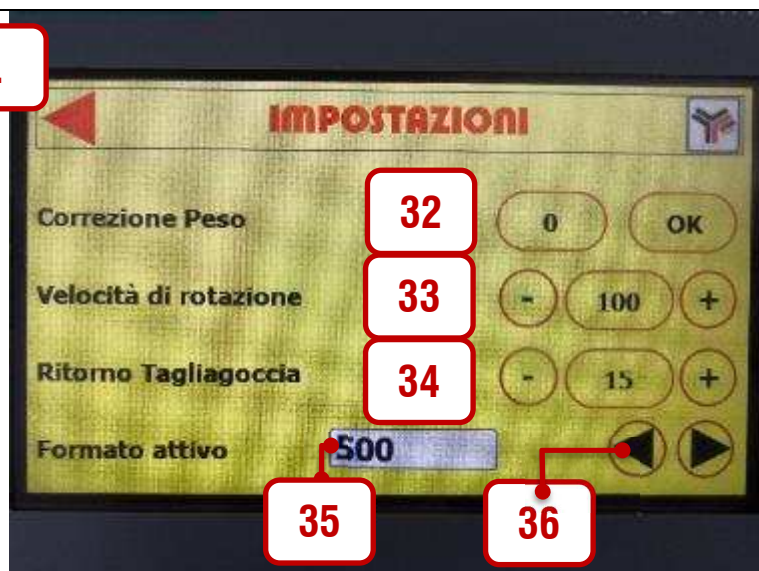 IMPOSTAZIONI
Correzione Peso 32 0 OK
Velocità di rotazione 33 - 100 +
Ritorno Tagliagoccia 34 - 15 +
Formato attivo 500
35 36